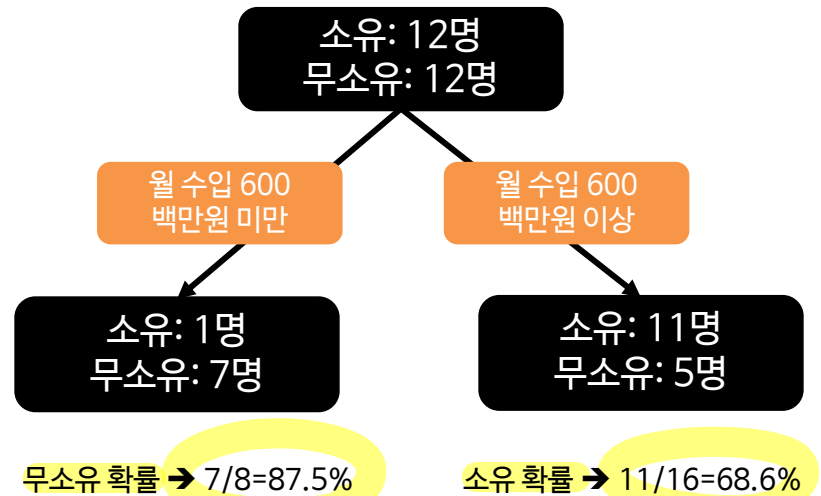 소유: 12명
무소유: 12명
월 수입 600
백만원 미만
월 수입 600
백만원 이상
소유: 1명
무소유: 7명
소유: 11명
무소유: 5명
무소유 확률 ➔ 7/8=87.5%
소유 확률 ➔ 11/16=68.6%